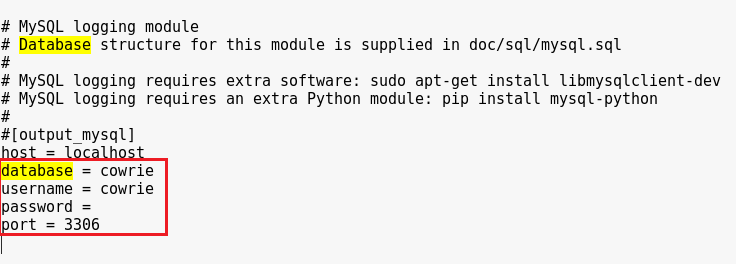 # MySQL logging module
# Database structure for this module is supplied in doc/sql/mysql.sql
#
# MySQL logging requires extra software: sudo apt-get install libmysqlclient-dev
# MySQL logging requires an extra Python module: pip install mysql-python
#
#[output_mysql]
host = localhost
database = cowrie
username = cowrie
password =
port = 3306